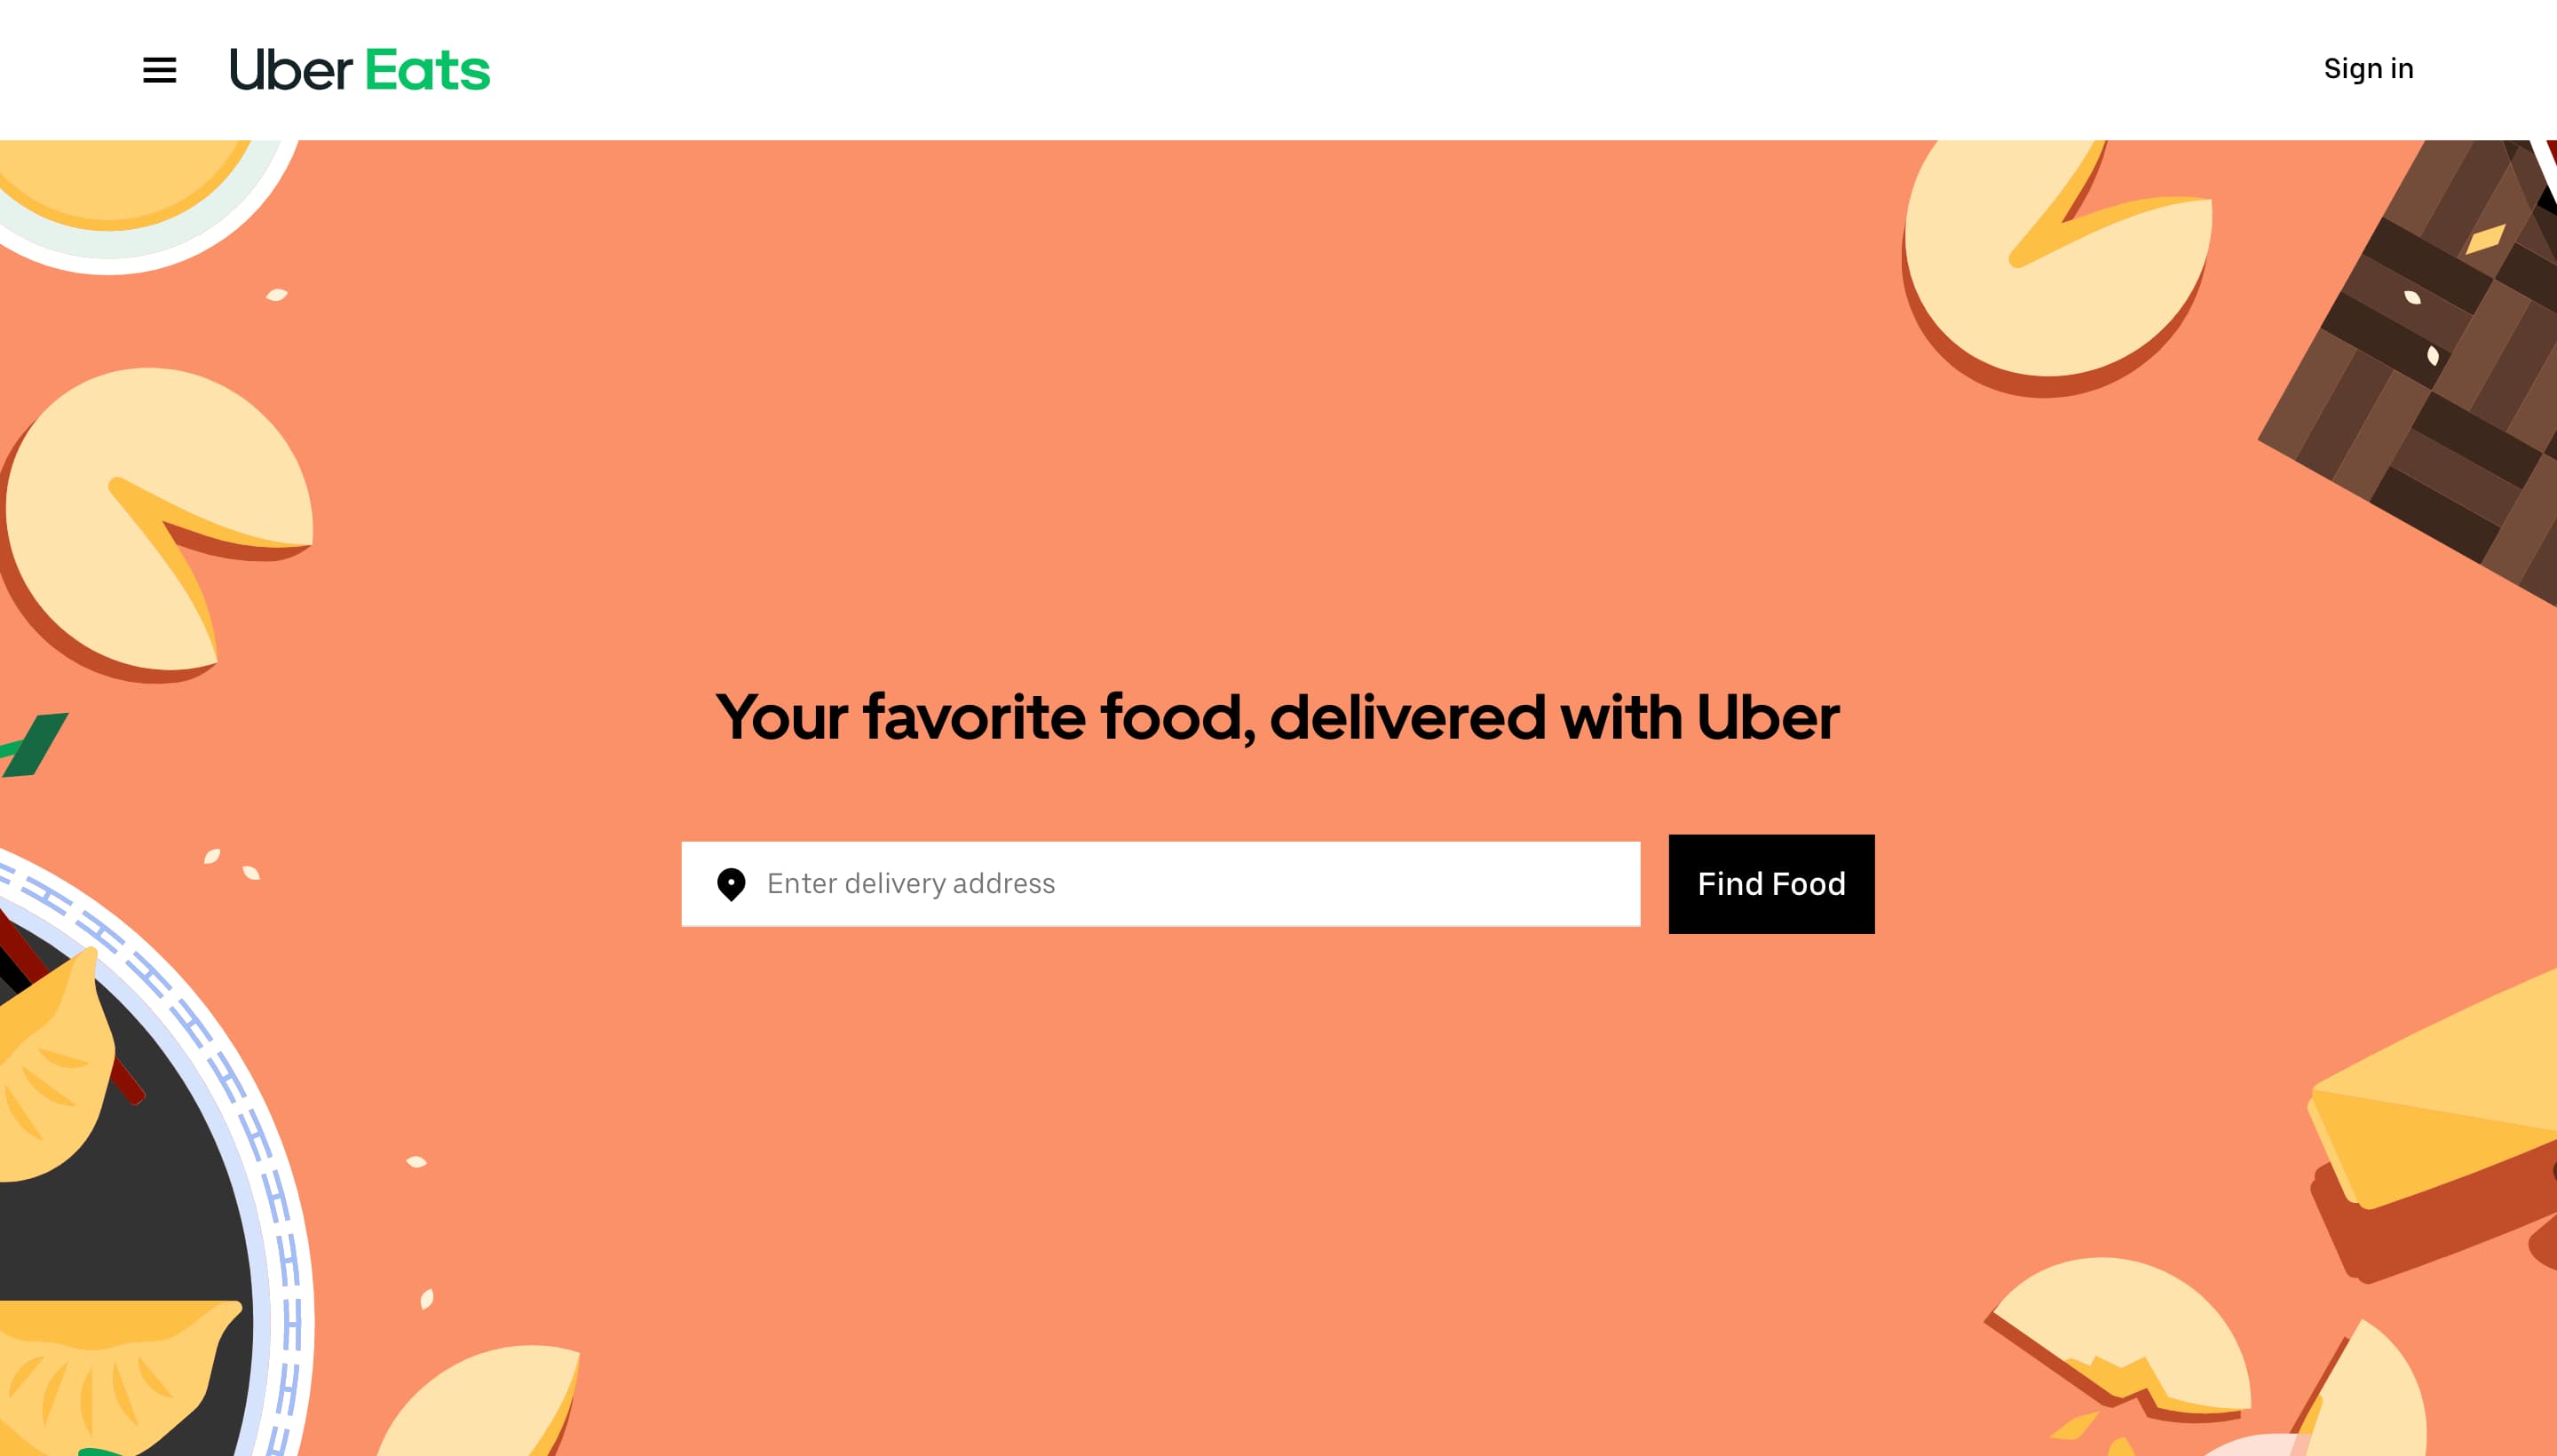 Uber Eats
Sign in
Your favorite food, delivered with Uber
Enter delivery address
Find Food